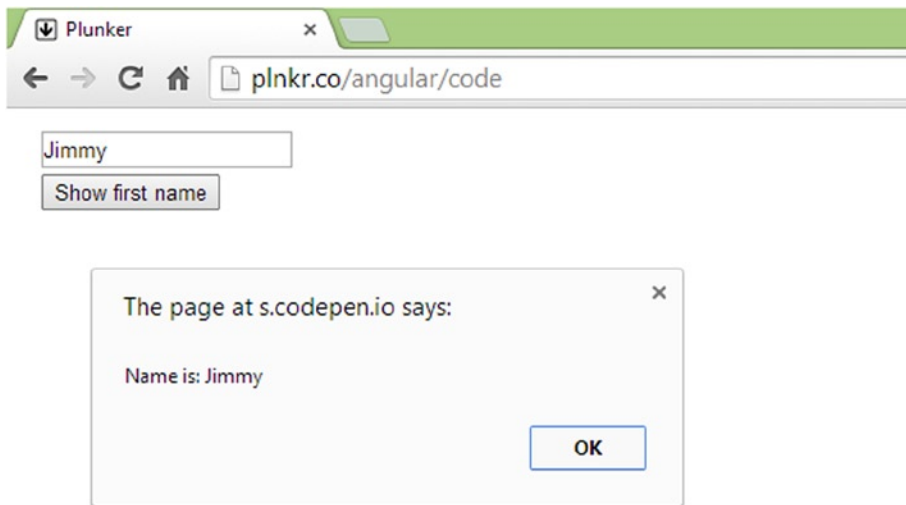 Plunker
plnkr.co/angular/code
Jimmy
Show first name
The page at s.codepen.io says:
Name is: Jimmy
OK